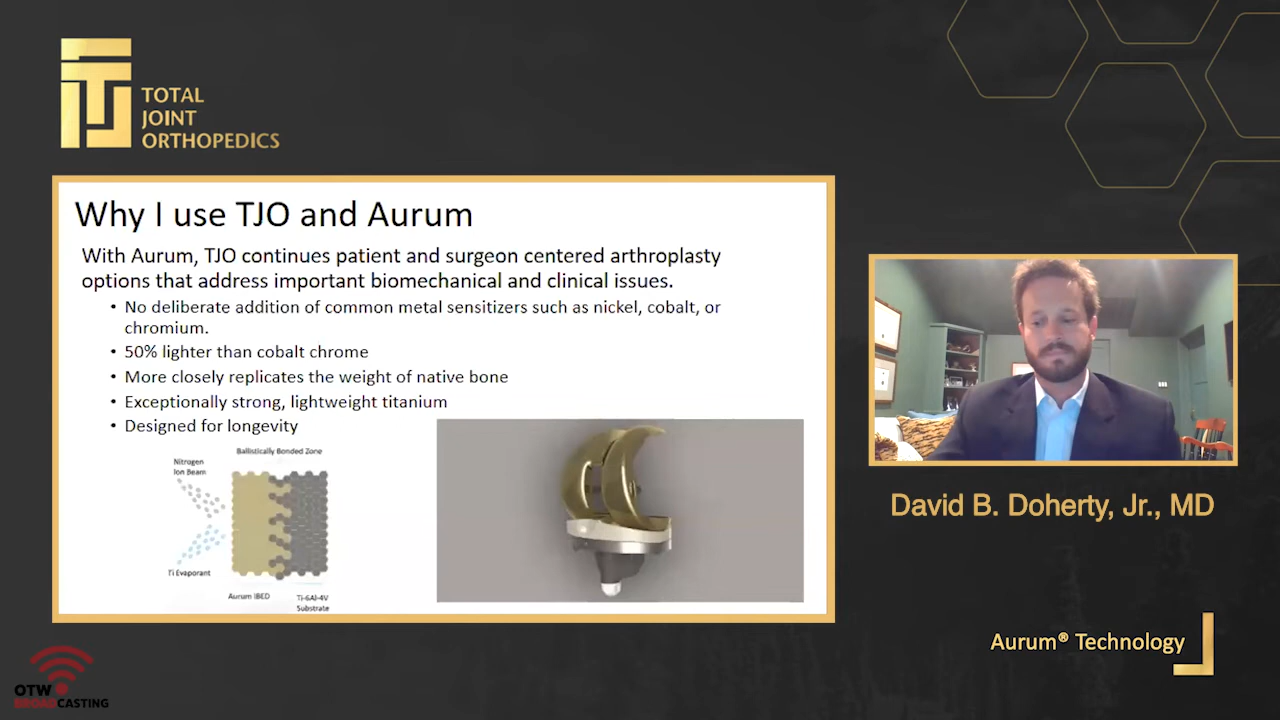 TOTAL
JOINT
ORTHOPEDICS
Why I use TJO and Aurum
With Aurum, TJO continues patient and surgeon centered arthroplasty
options that address important biomechanical and clinical issues.
• No deliberate addition of common metal sensitizers such as nickel, cobalt, or
chromium.
• 50% lighter than cobalt chrome
• More closely replicates the weight of native bone
• Exceptionally strong, lightweight titanium
• Designed for longevity
Ballistically Bonded Zone
Nitrogen
Ion Beam
Ti Evaporant
Aurum IBED
Ti-6Al-4V
Substrate
David B. Doherty, Jr., MD
Aurum® Technology
OTW
BROADCASTING